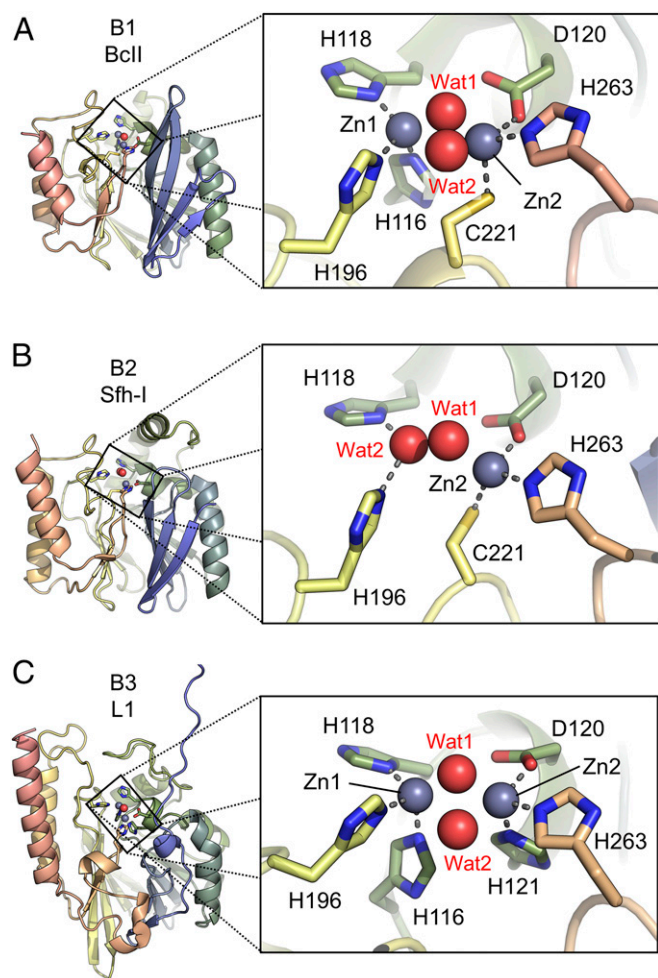 A
B1
BcII
H118
D120
Wat1
H263
Zn1
Wat2
Zn2
H116
C221
H196
B
B2
Sfh-I
H118
D120
Wat1
Wat2
H263
Zn2
C221
H196
C
B3
L1
H118
D120
Wat1
Zn1
Zn2
Wat2
H263
H196
H121
H116